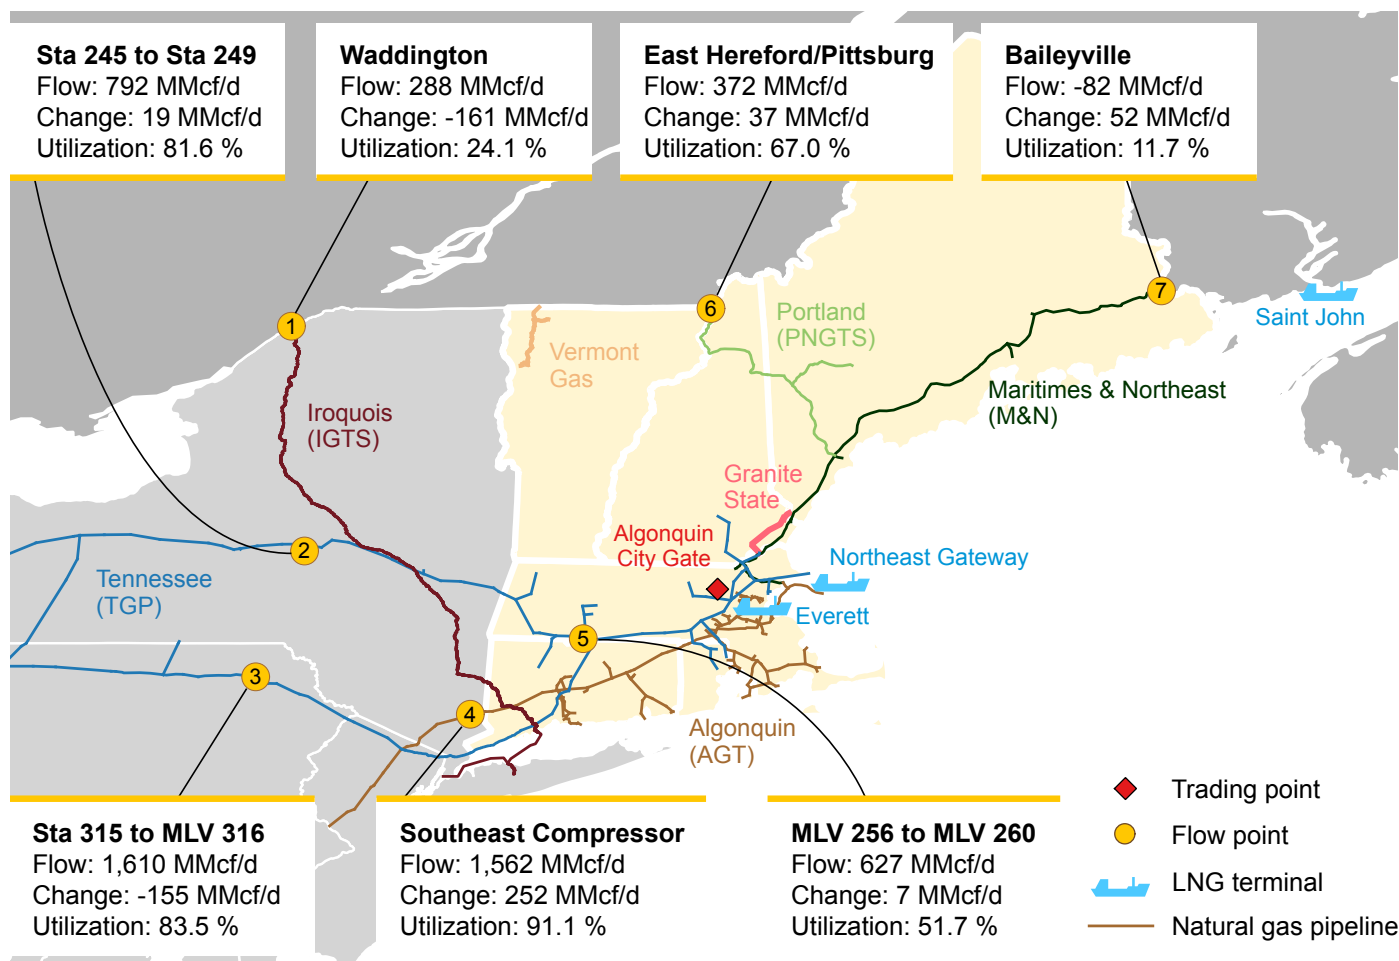 Sta 245 to Sta 249
Flow: 792 MMcf/d
Change: 19 MMcf/d
Utilization: 81.6 %
Waddington
Flow: 288 MMcf/d
Change: -161 MMcf/d
Utilization: 24.1 %
East Hereford/Pittsburg
Flow: 372 MMcf/d
Change: 37 MMcf/d
Utilization: 67.0 %
Baileyville
Flow: -82 MMcf/d
Change: 52 MMcf/d
Utilization: 11.7 %
7
6
1
Saint John
Portland
(PNGTS)
Vermont
Gas
Maritimes & Northeast
(M&N)
Iroquois
(IGTS)
Granite
State
Algonquin
City Gate
2
Northeast Gateway
Tennessee
(TGP)
Everett
5
3
4
Algonquin
(AGT)
Sta 315 to MLV 316
Flow: 1,610 MMcf/d
Change: -155 MMcf/d
Utilization: 83.5 %
Southeast Compressor
Flow: 1,562 MMcf/d
Change: 252 MMcf/d
Utilization: 91.1 %
MLV 256 to MLV 260
Flow: 627 MMcf/d
Change: 7 MMcf/d
Utilization: 51.7 %
Trading point
Flow point
LNG terminal
Natural gas pipeline